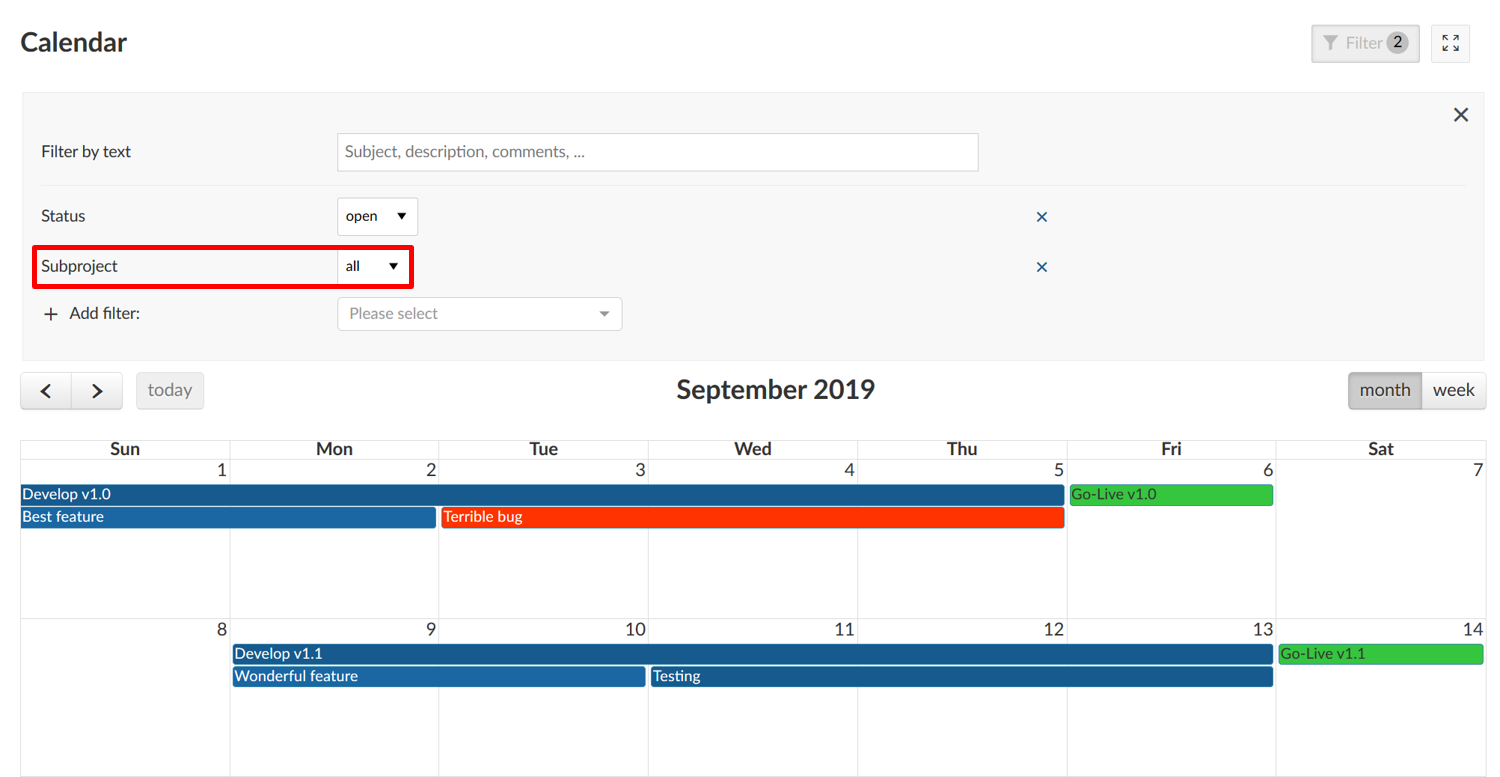 Calendar
Filter 2
Filter by text Subject, description, comments, ...
Status open
Subproject all
Add filter: Please select
today September 2019 month week
Sun Mon Tue Wed Thu Fri Sat
1 2 3 4 5 6 7
Develop v1.0 Go-Live v1.0
Best feature Terrible bug
8 9 10 11 12 13 14
Develop v1.1 Go-Live v1.1
Wonderful feature Testing